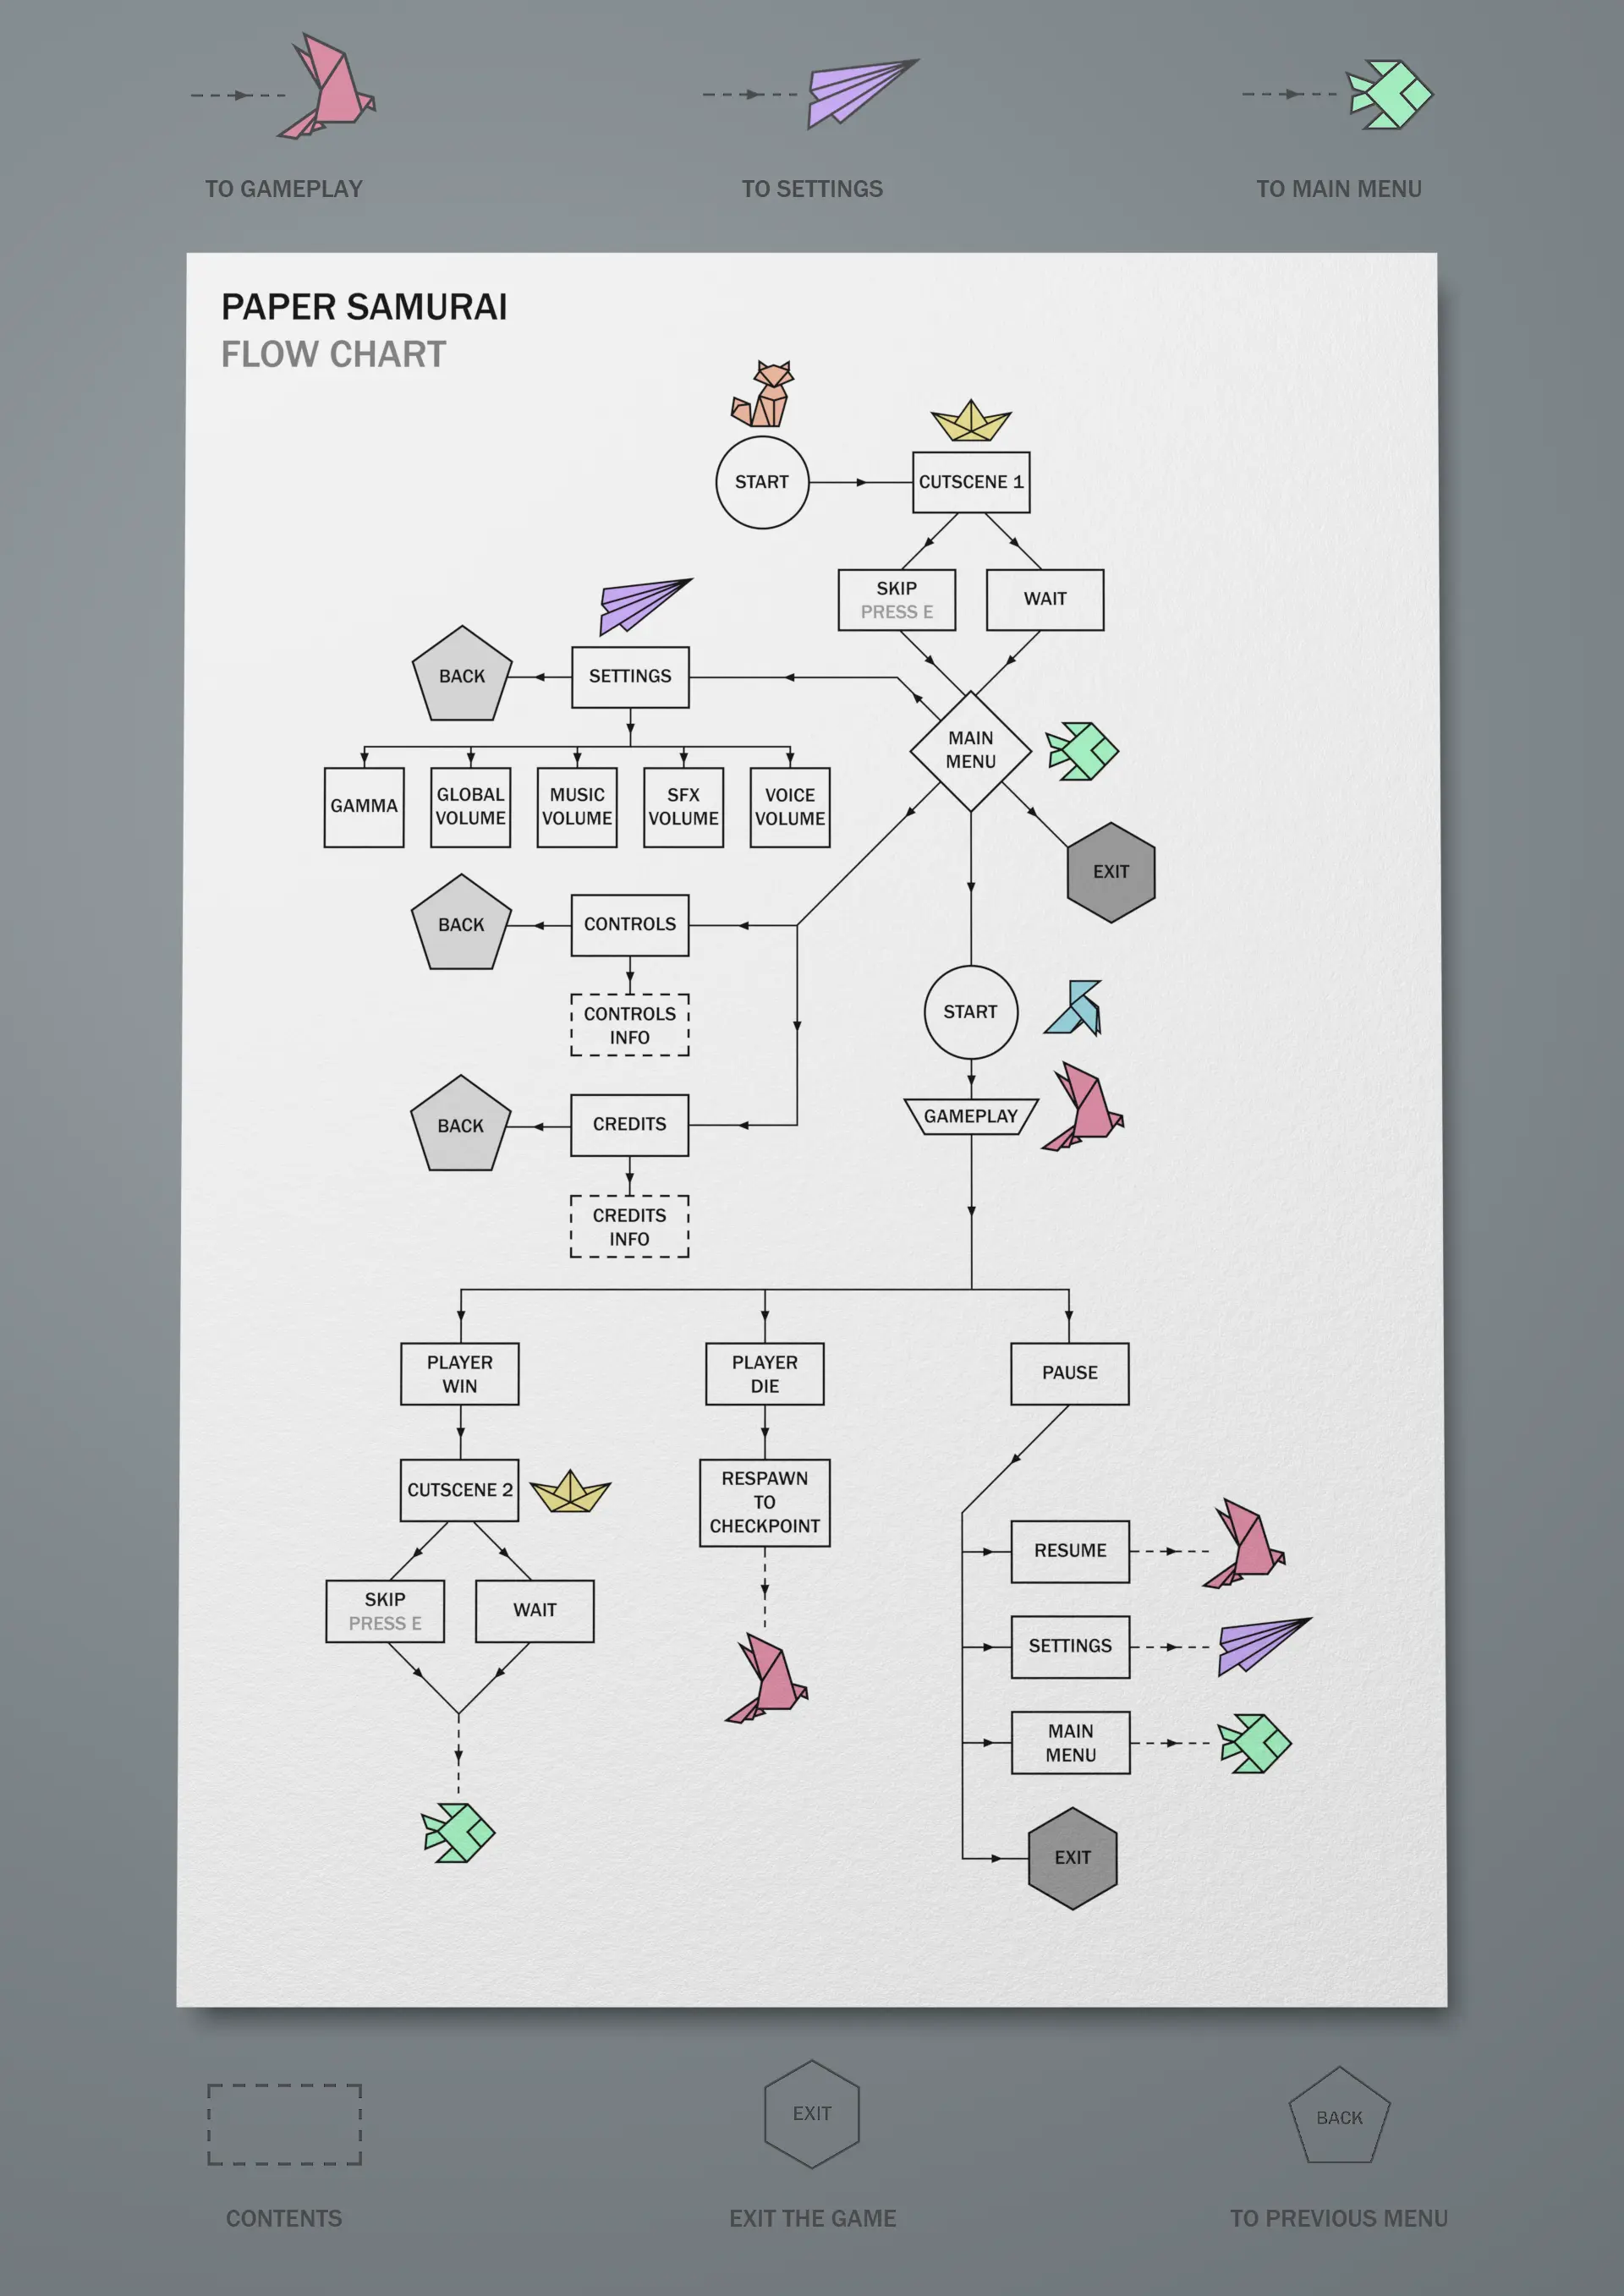 TO GAMEPLAY
TO SETTINGS
TO MAIN MENU
PAPER SAMURAI
FLOW CHART
START
CUTSCENE 1
SKIP
PRESS E
WAIT
BACK
SETTINGS
MAIN
MENU
GAMMA
GLOBAL
VOLUME
MUSIC
VOLUME
SFX
VOLUME
VOICE
VOLUME
EXIT
BACK
CONTROLS
CONTROLS
INFO
START
GAMEPLAY
BACK
CREDITS
CREDITS
INFO
PLAYER
WIN
PLAYER
DIE
PAUSE
CUTSCENE 2
RESPAWN
TO
CHECKPOINT
SKIP
PRESS E
WAIT
RESUME
SETTINGS
MAIN
MENU
EXIT
EXIT
BACK
CONTENTS
EXIT THE GAME
TO PREVIOUS MENU